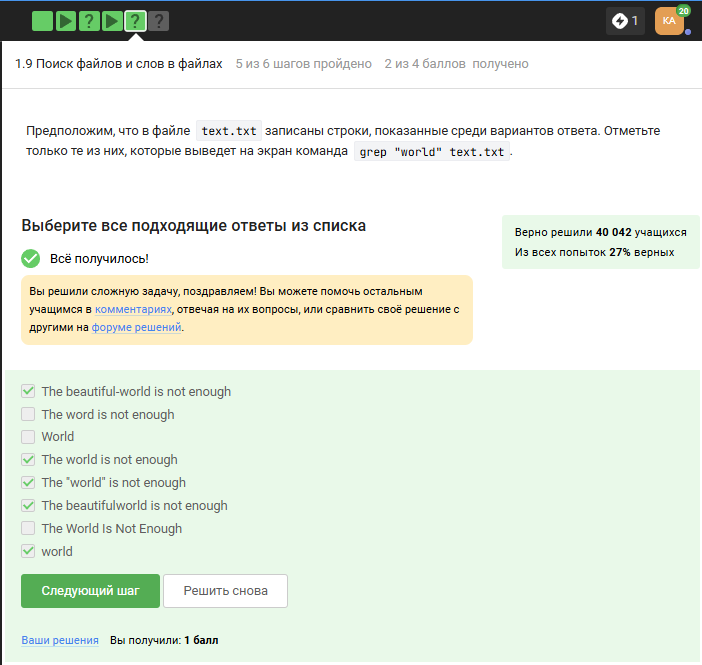 ? ? ? 1 КА 20
1.9 Поиск файлов и слов в файлах 5 из 6 шагов пройдено 2 из 4 баллов получено
Предположим, что в файле text.txt записаны строки, показанные среди вариантов ответа. Отметьте
только те из них, которые выведет на экран команда grep "world" text.txt.
Выберите все подходящие ответы из списка
Верно решили 40 042 учащихся
Из всех попыток 27% верных
Всё получилось!
Вы решили сложную задачу, поздравляем! Вы можете помочь остальным
учащимся в комментариях, отвечая на их вопросы, или сравнить своё решение с
другими на форуме решений.
The beautiful-world is not enough
The word is not enough
World
The world is not enough
The "world" is not enough
The beautifulworld is not enough
The World Is Not Enough
world
Следующий шаг Решить снова
Ваши решения Вы получили: 1 балл